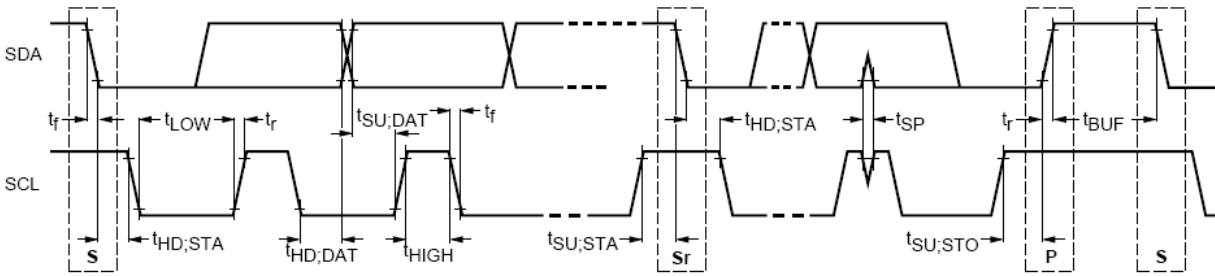 SDA
t_f t_LOW t_r t_SU;DAT t_f t_HD;STA t_SP t_r t_BUF
SCL
t_HD;STA t_HD;DAT t_HIGH t_SU;STA t_SU;STO
S Sr P S